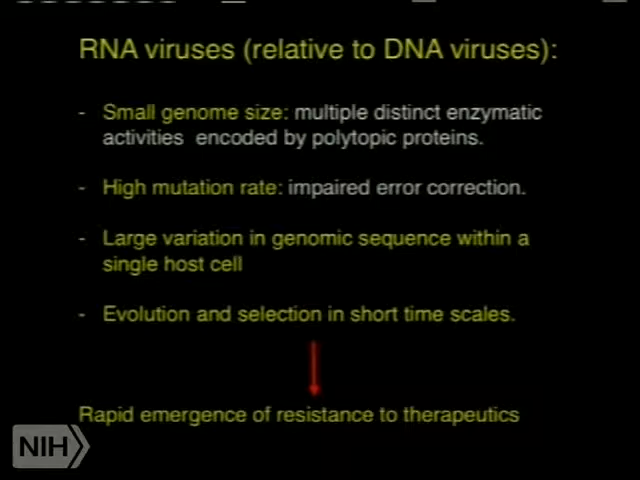 RNA viruses (relative to DNA viruses):
- Small genome size: multiple distinct enzymatic
activities encoded by polytopic proteins.
- High mutation rate: impaired error correction.
- Large variation in genomic sequence within a
single host cell
- Evolution and selection in short time scales.
Rapid emergence of resistance to therapeutics
NIH